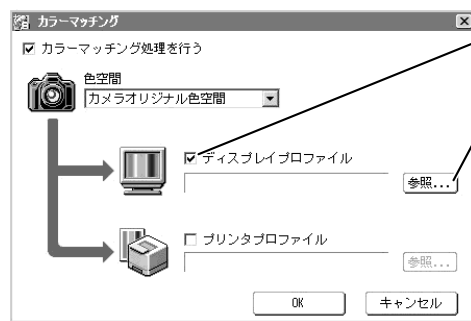 カラーマッチング
カラーマッチング処理を行う
色空間
カメラオリジナル色空間
ディスプレイプロファイル
参照...
プリンタプロファイル
参照...
OK
キャンセル